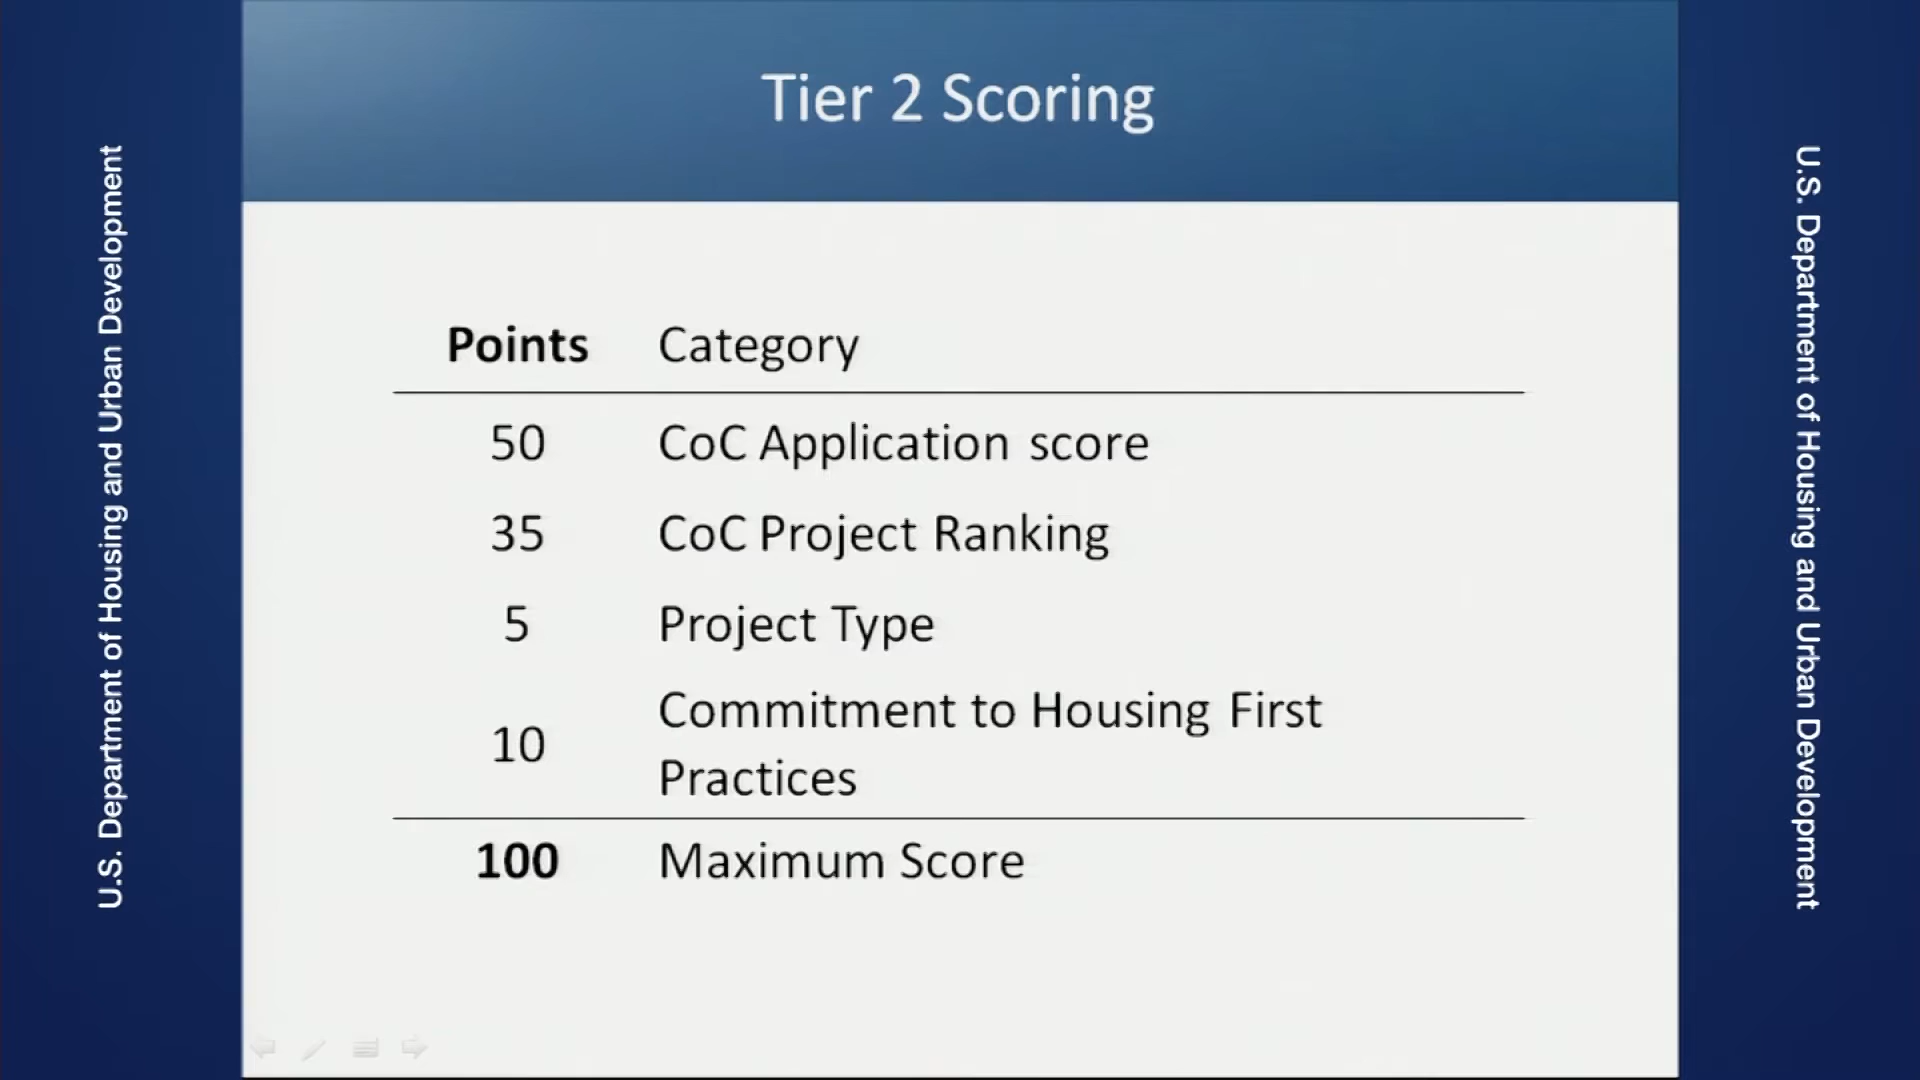 Tier 2 Scoring
U.S. Department of Housing and Urban Development
Points Category
50 CoC Application score
35 CoC Project Ranking
5 Project Type
10 Commitment to Housing First
Practices
100 Maximum Score
U.S. Department of Housing and Urban Development